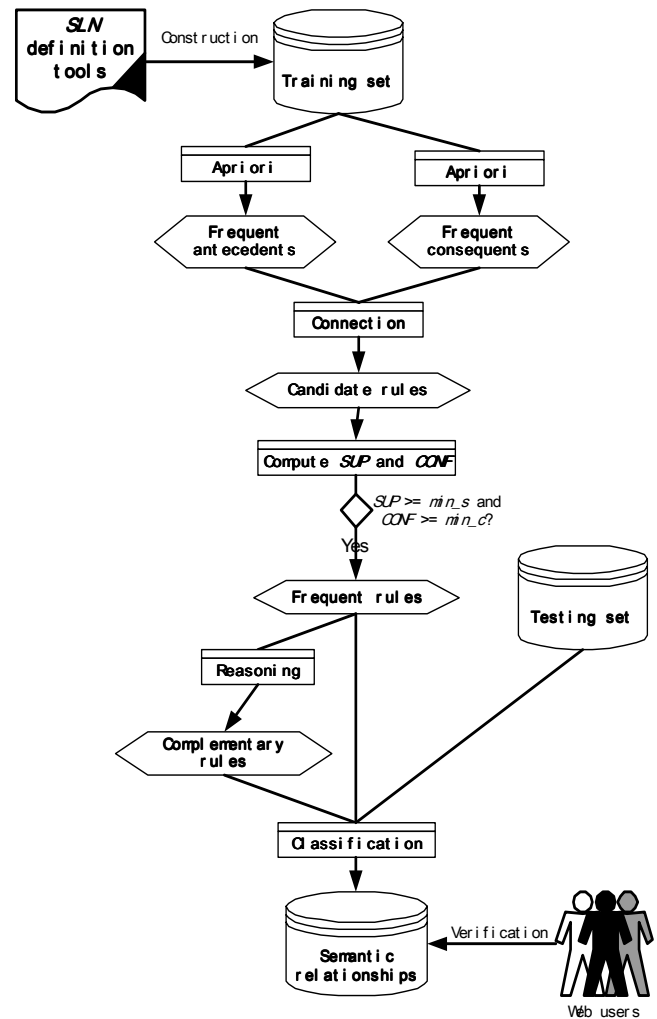 SLN
definition
tools
Construction
Training set
Apriori
Apriori
Frequent
antecedents
Frequent
consequents
Connection
Candidate rules
Compute SUP and CONF
SUP >= min_s and
CONF >= min_c?
Yes
Frequent rules
Testing set
Reasoning
Complementary
rules
Classification
Semantic
relationships
Verification
Web users